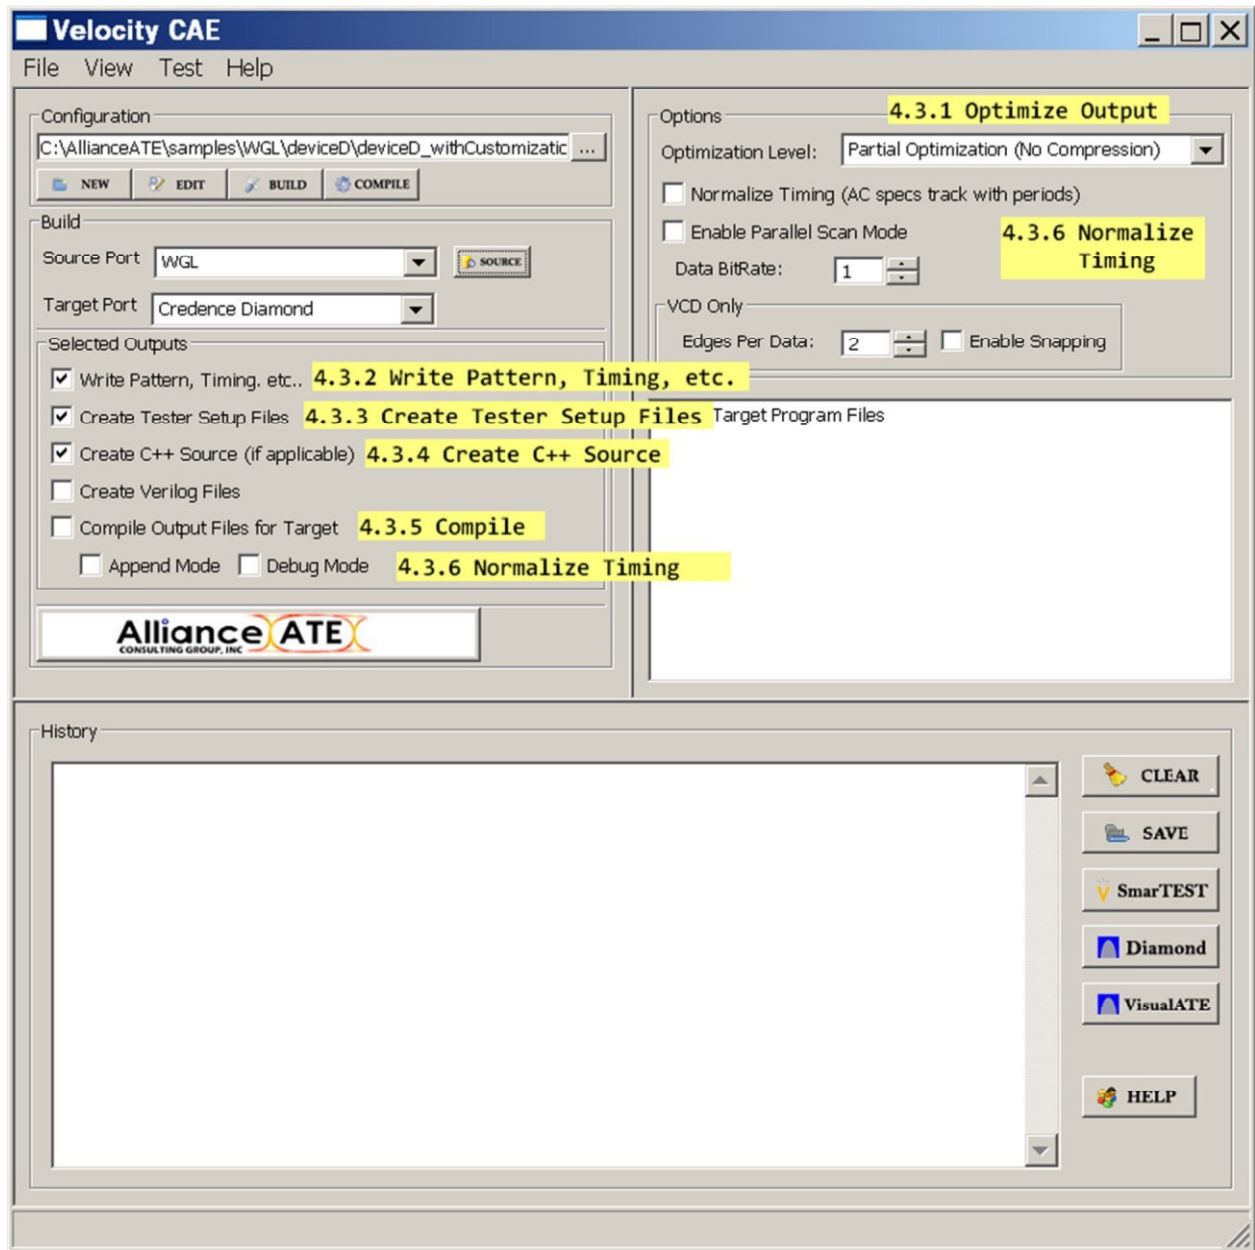 Velocity CAE
File View Test Help
Configuration
C:\AllianceATE\samples\WGL\deviceD\deviceD_withCustomizatic ...
NEW EDIT BUILD COMPILE
Build
Source Port WGL SOURCE
Target Port Credence Diamond
Selected Outputs
Write Pattern, Timing. etc.. 4.3.2 Write Pattern, Timing, etc.
Create Tester Setup Files 4.3.3 Create Tester Setup Files
Create C++ Source (if applicable) 4.3.4 Create C++ Source
Create Verilog Files
Compile Output Files for Target 4.3.5 Compile
Append Mode Debug Mode 4.3.6 Normalize Timing
Alliance ATE
CONSULTING GROUP, INC
Options 4.3.1 Optimize Output
Optimization Level: Partial Optimization (No Compression)
Normalize Timing (AC specs track with periods)
Enable Parallel Scan Mode 4.3.6 Normalize
Timing
Data BitRate: 1
VCD Only
Edges Per Data: 2 Enable Snapping
Target Program Files
History
CLEAR
SAVE
SmarTEST
Diamond
VisualATE
HELP